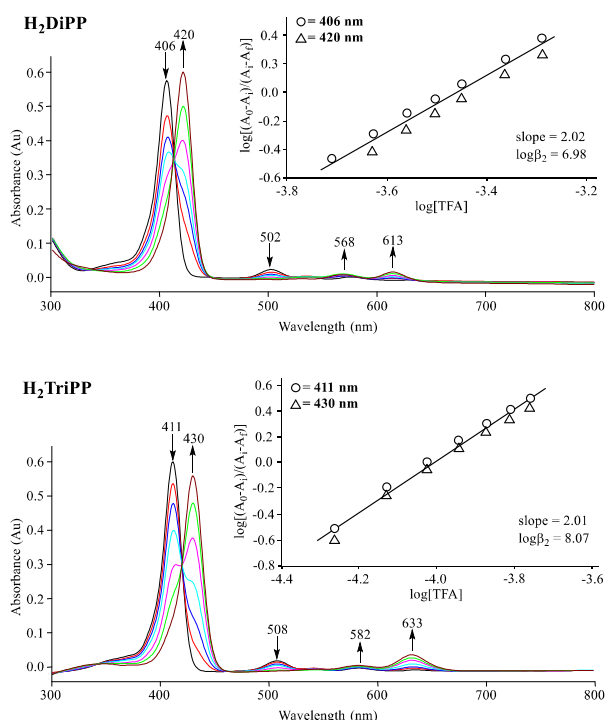 H₂DiPP
406 420
Absorbance (Au)
0.6
0.5
0.4
0.3
0.2
0.1
0.0
502 568 613
300 400 500 600 700 800
Wavelength (nm)
= 406 nm
= 420 nm
log[(A₀-Aᵢ)/(Aᵢ-A_f)]
0.6
0.4
0.2
0.0
-0.2
-0.4
-0.6
slope = 2.02
logβ₂ = 6.98
-3.8 -3.6 -3.4 -3.2
log[TFA]
H₂TriPP
411 430
Absorbance (Au)
0.6
0.5
0.4
0.3
0.2
0.1
0.0
508 582 633
300 400 500 600 700 800
Wavelength (nm)
= 411 nm
= 430 nm
log[(A₀-Aᵢ)/(Aᵢ-A_f)]
0.6
0.4
0.2
0.0
-0.2
-0.4
-0.6
-0.8
slope = 2.01
logβ₂ = 8.07
-4.4 -4.2 -4.0 -3.8 -3.6
log[TFA]